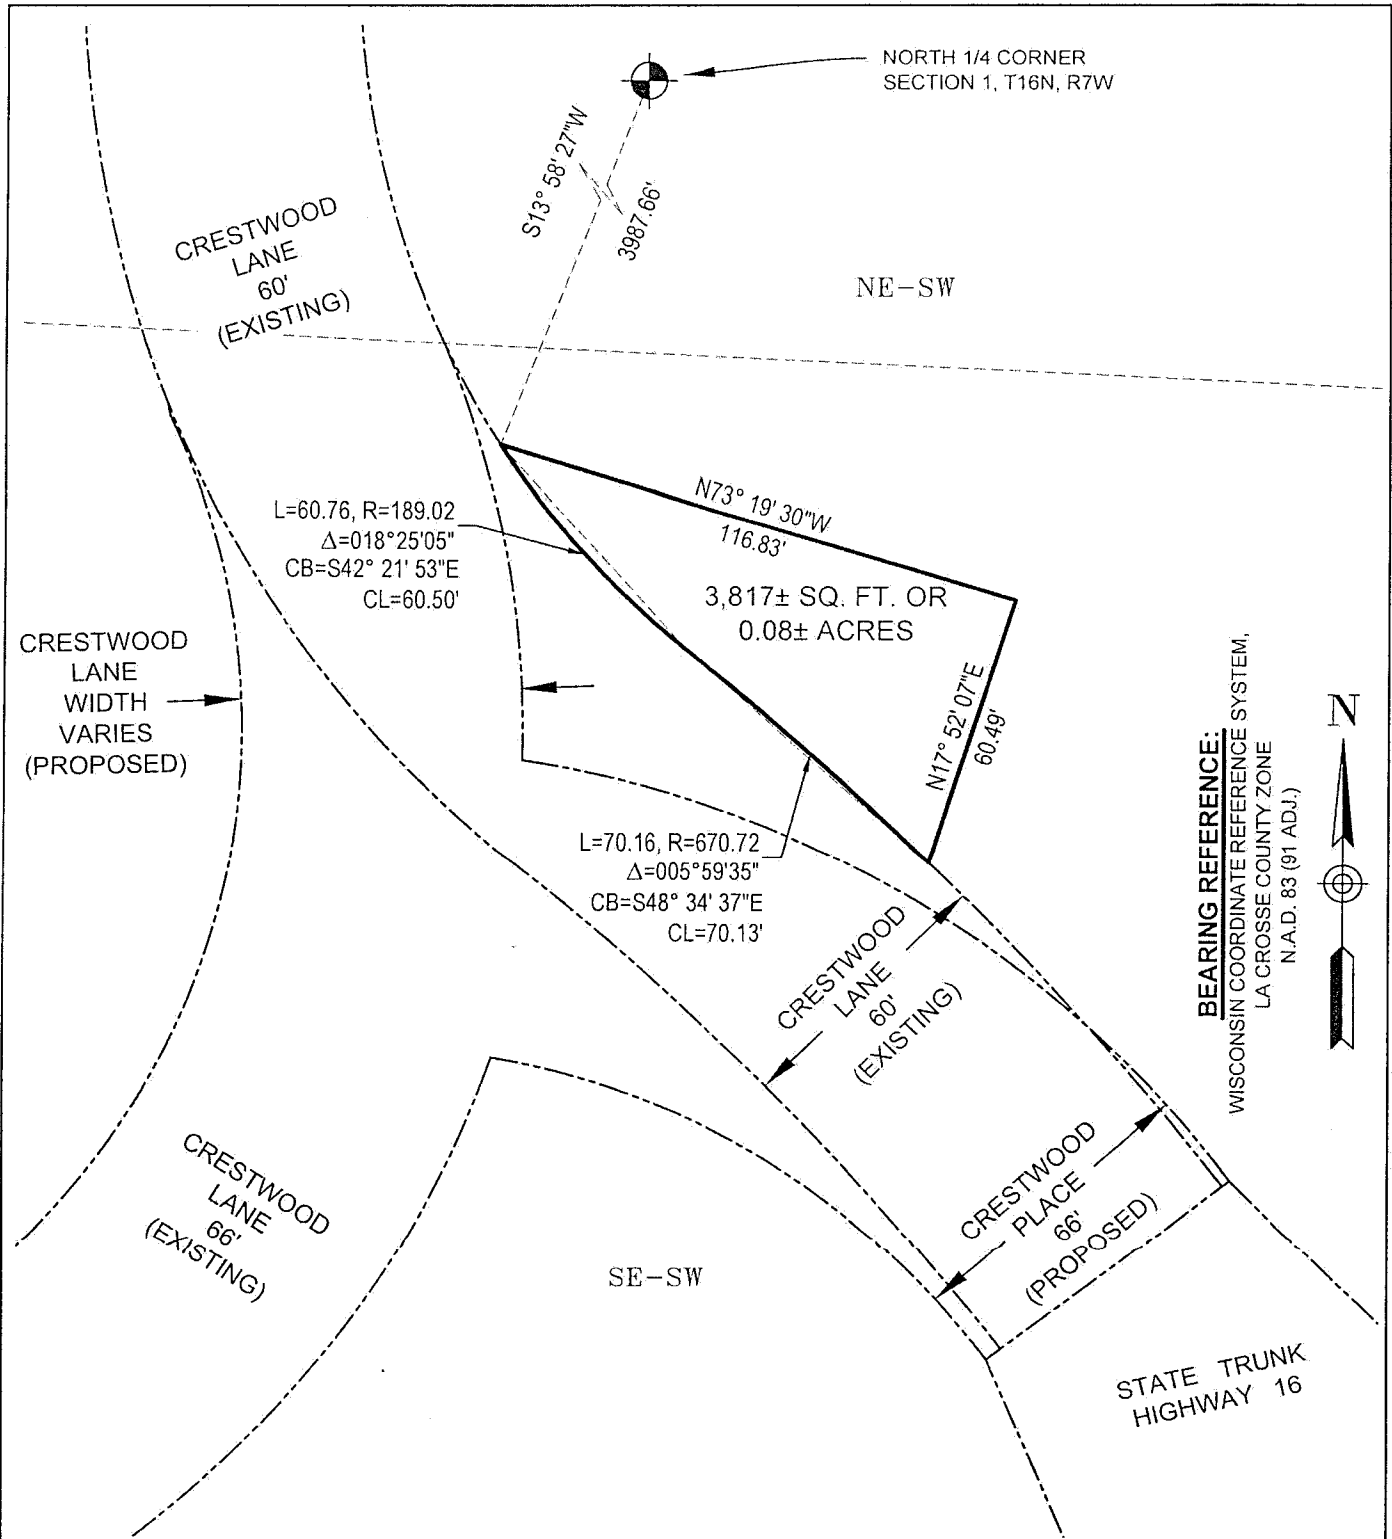 NORTH 1/4 CORNER
SECTION 1, T16N, R7W
S13° 58' 27"W
3987.66'
CRESTWOOD
LANE
60'
(EXISTING)
NE-SW
N73° 19' 30"W
116.83'
L=60.76, R=189.02
Δ=018°25'05"
CB=S42° 21' 53"E
CL=60.50'
3,817± SQ. FT. OR
0.08± ACRES
CRESTWOOD
LANE
WIDTH
VARIES
(PROPOSED)
N17° 52' 07"E
60.49'
BEARING REFERENCE:
WISCONSIN COORDINATE REFERENCE SYSTEM,
LA CROSSE COUNTY ZONE
N.A.D. 83 (91 ADJ.)
N
L=70.16, R=670.72
Δ=005°59'35"
CB=S48° 34' 37"E
CL=70.13'
CRESTWOOD
LANE
60'
(EXISTING)
CRESTWOOD
LANE
66'
(EXISTING)
CRESTWOOD
PLACE
66'
(PROPOSED)
SE-SW
STATE TRUNK
HIGHWAY 16